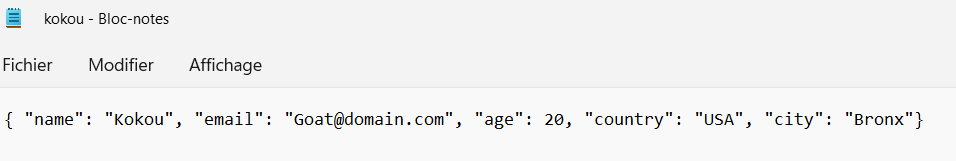 kokou - Bloc-notes
Fichier Modifier Affichage
{ "name": "Kokou", "email": "Goat@domain.com", "age": 20, "country": "USA", "city": "Bronx"}